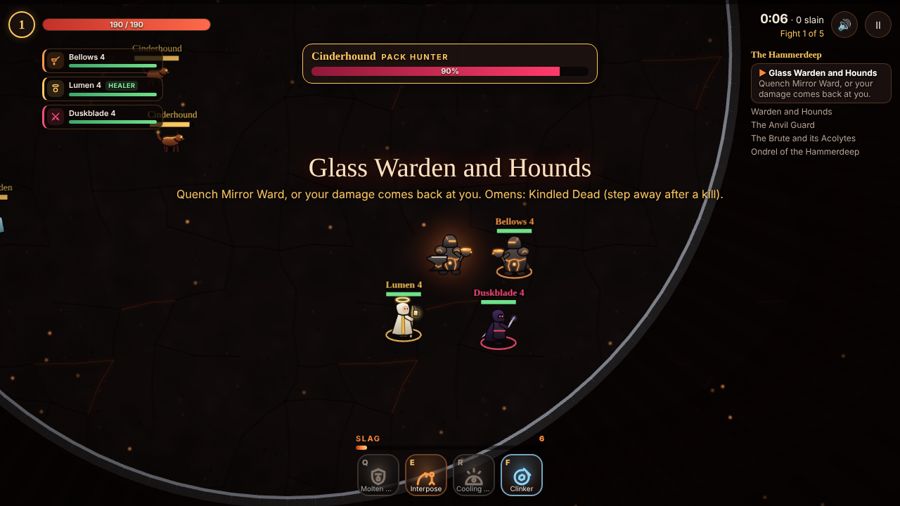 1
190 / 190
Cinderhound
Bellows 4
Lumen 4 HEALER
Duskblade 4
Cinderhound PACK HUNTER
90%
0:06 · 0 slain
Fight 1 of 5
The Hammerdeep
Glass Warden and Hounds
Quench Mirror Ward, or your
damage comes back at you.
Warden and Hounds
The Anvil Guard
The Brute and its Acolytes
Ondrel of the Hammerdeep
Glass Warden and Hounds
Quench Mirror Ward, or your damage comes back at you. Omens: Kindled Dead (step away after a kill).
Bellows 4
Lumen 4
Duskblade 4
SLAG 6
Q E R F
Molten ... Interpose Cooling ... Clinker